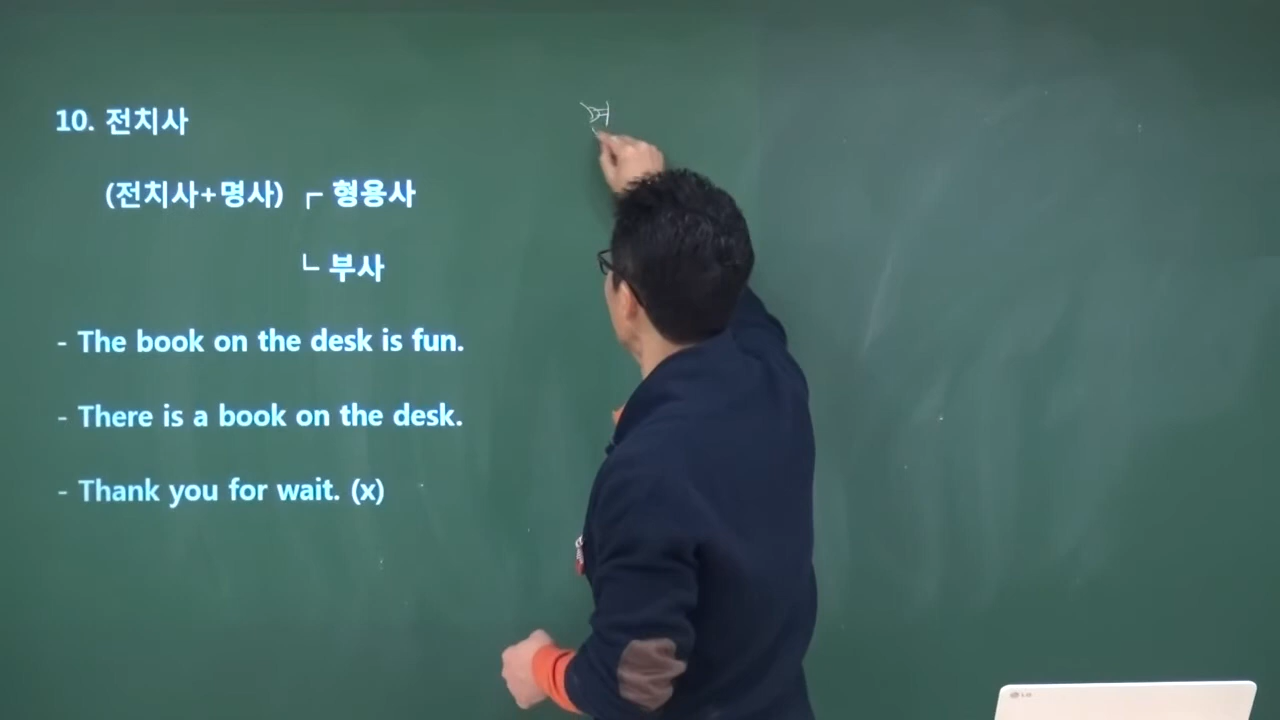 10. 전치사
(전치사+명사) ┌ 형용사
└ 부사
- The book on the desk is fun.
- There is a book on the desk.
- Thank you for wait. (x)
LG